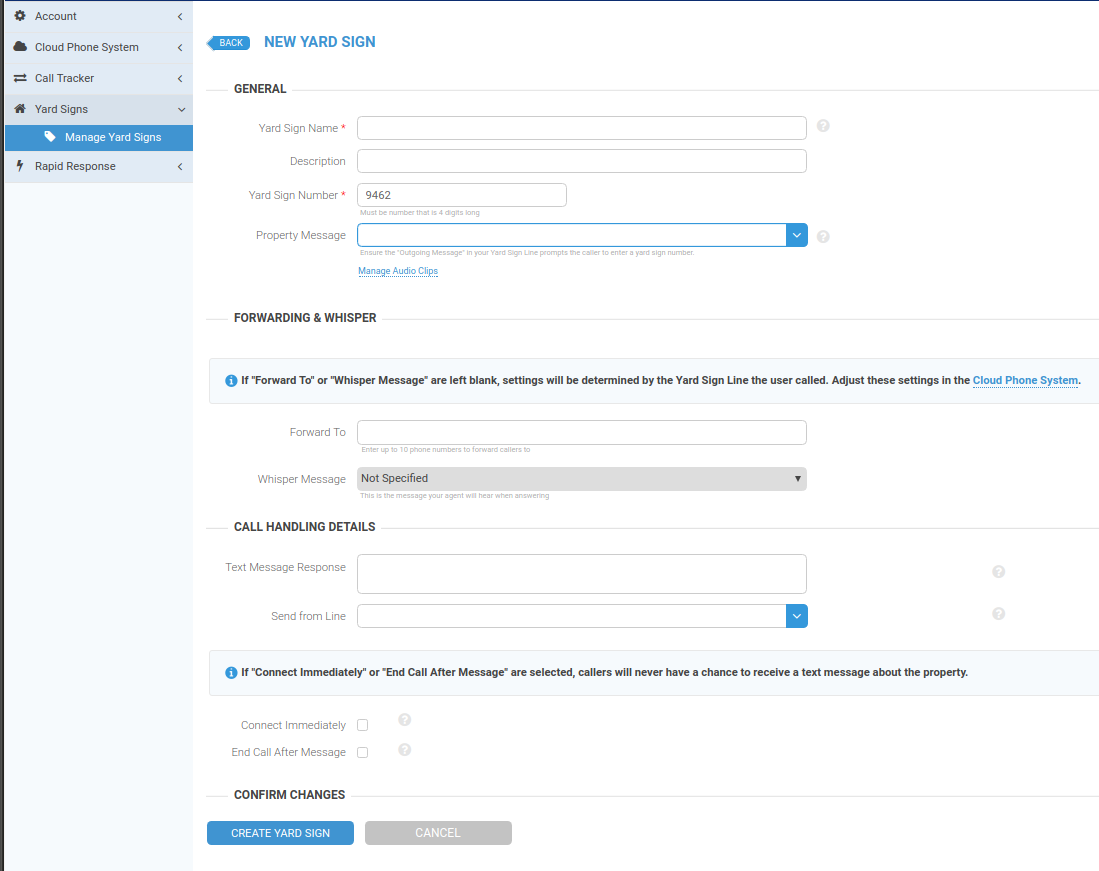 Account
Cloud Phone System
Call Tracker
Yard Signs
Manage Yard Signs
Rapid Response
BACK NEW YARD SIGN
GENERAL
Yard Sign Name *
Description
Yard Sign Number * 9462
Must be number that is 4 digits long
Property Message
Ensure the "Outgoing Message" in your Yard Sign Line prompts the caller to enter a yard sign number.
Manage Audio Clips
FORWARDING & WHISPER
If "Forward To" or "Whisper Message" are left blank, settings will be determined by the Yard Sign Line the user called. Adjust these settings in the Cloud Phone System.
Forward To
Enter up to 10 phone numbers to forward callers to
Whisper Message Not Specified
This is the message your agent will hear when answering
CALL HANDLING DETAILS
Text Message Response
Send from Line
If "Connect Immediately" or "End Call After Message" are selected, callers will never have a chance to receive a text message about the property.
Connect Immediately
End Call After Message
CONFIRM CHANGES
CREATE YARD SIGN CANCEL